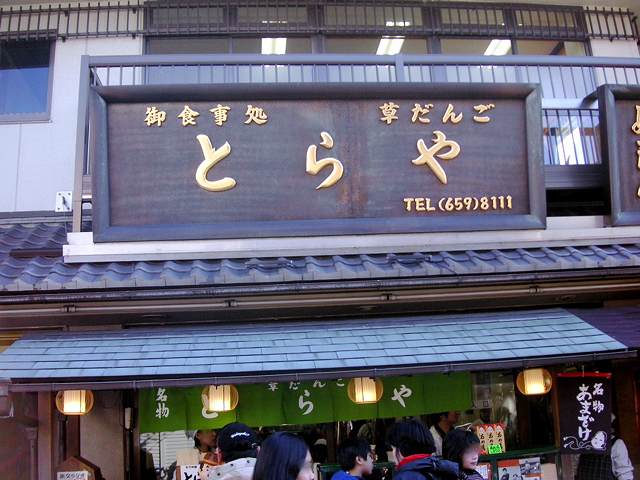 御食事処 草だんご
とらや
TEL(659)8111
名物 草だんご
とらや
名物
あまざけ